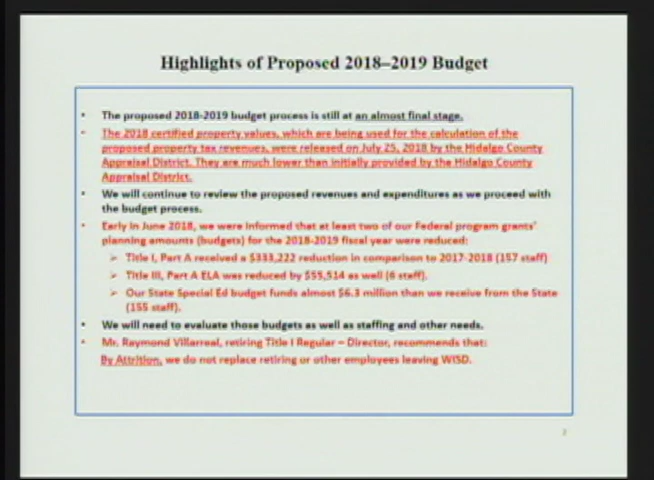 Highlights of Proposed 2018–2019 Budget
• The proposed 2018-2019 budget process is still at an almost final stage.
• The 2018 certified property values, which are being used for the calculation of the
proposed property tax revenues, were released on July 25, 2018 by the Hidalgo County
Appraisal District. They are much lower than initially provided by the Hidalgo County
Appraisal District.
• We will continue to review the proposed revenues and expenditures as we proceed with
the budget process.
• Early in June 2018, we were informed that at least two of our Federal program grants'
planning amounts (budgets) for the 2018-2019 fiscal year were reduced:
➢ Title I, Part A received a $333,222 reduction in comparison to 2017-2018 (157 staff)
➢ Title III, Part A ELA was reduced by $55,514 as well (6 staff).
➢ Our State Special Ed budget funds almost $6.3 million than we receive from the State
(155 staff).
• We will need to evaluate those budgets as well as staffing and other needs.
• Mr. Raymond Villarreal, retiring Title I Regular – Director, recommends that:
By Attrition, we do not replace retiring or other employees leaving WISD.
2